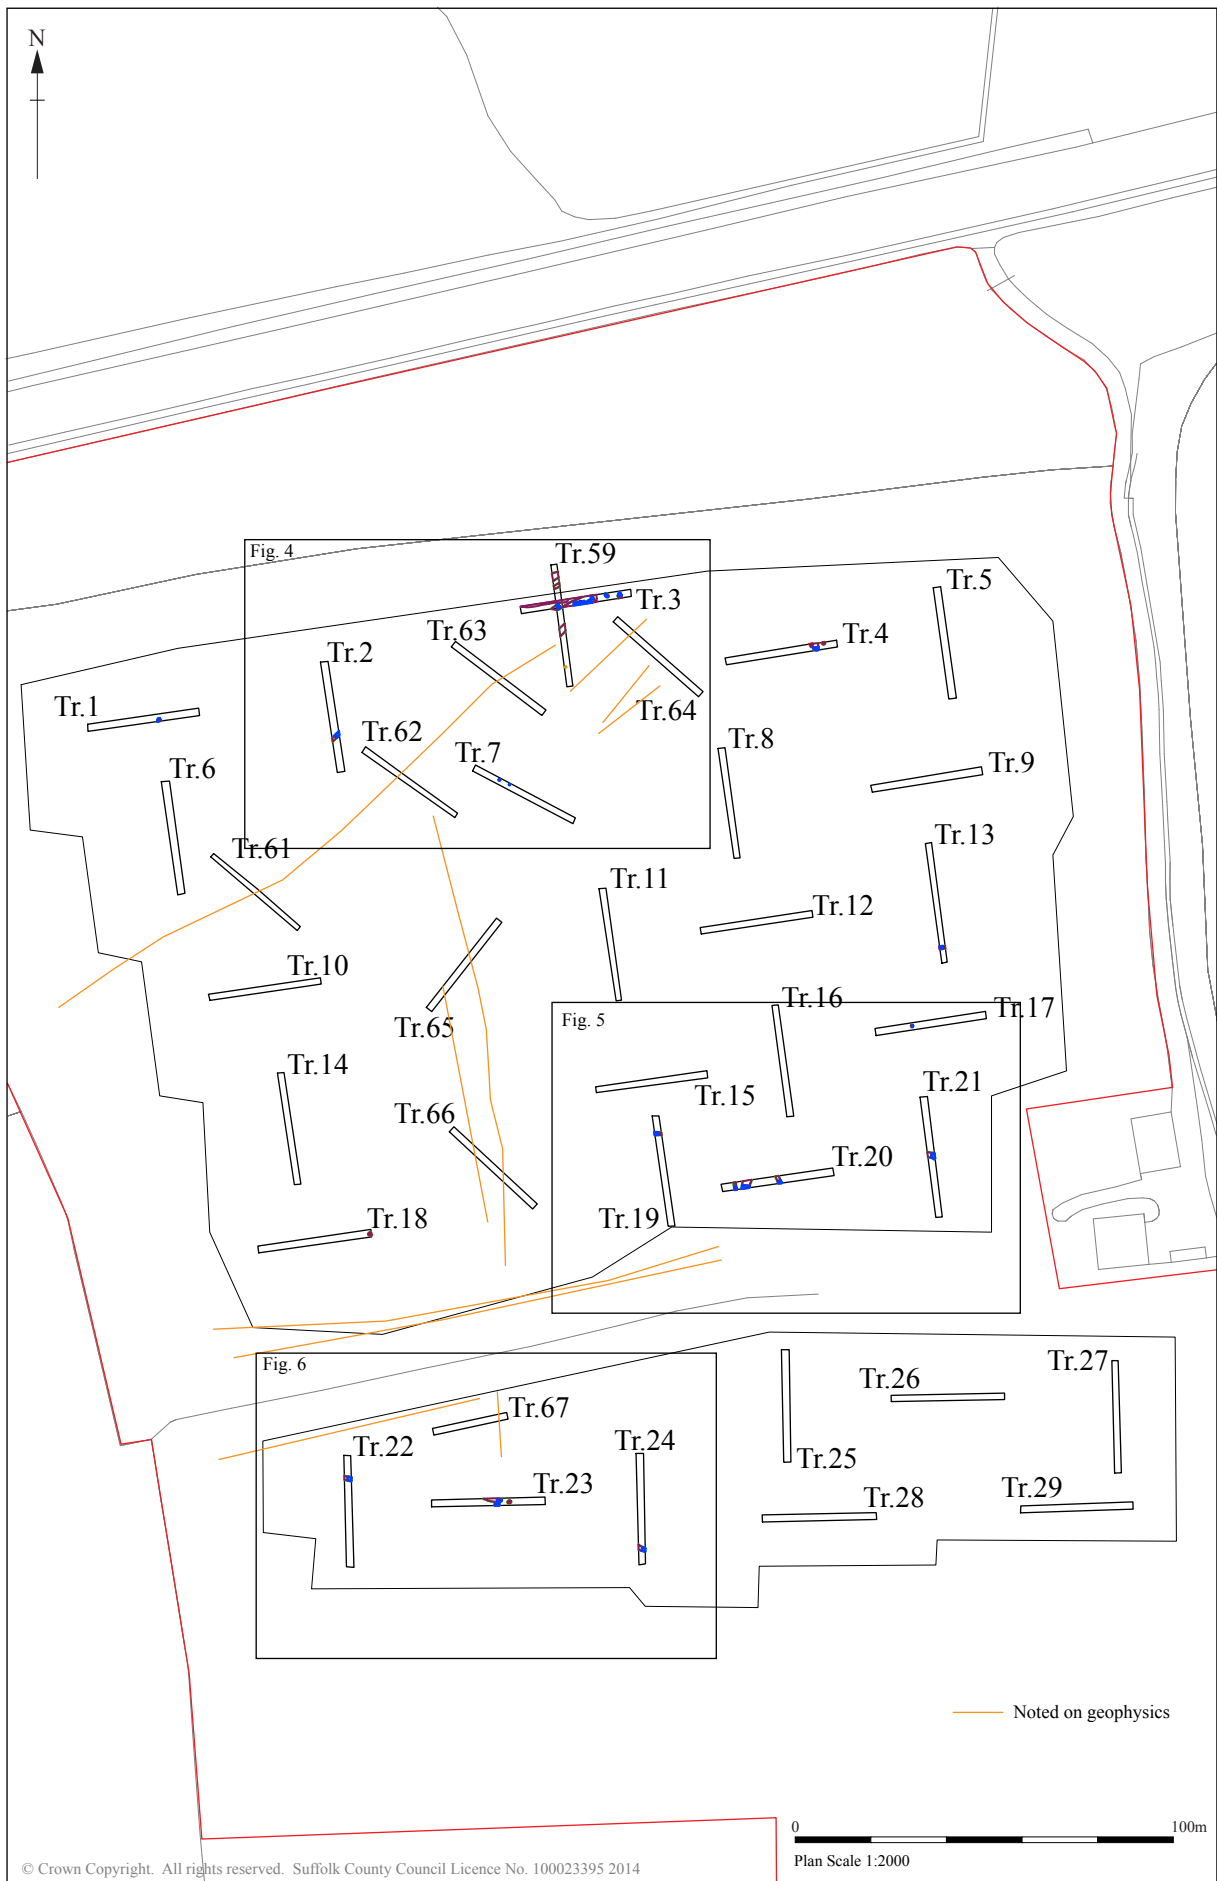 N
Fig. 4
Tr.59
Tr.5
Tr.3
Tr.63
Tr.4
Tr.2
Tr.1
Tr.64
Tr.62
Tr.8
Tr.7
Tr.9
Tr.6
Tr.13
Tr.61
Tr.11
Tr.12
Tr.10
Tr.16
Tr.17
Fig. 5
Tr.65
Tr.14
Tr.15
Tr.21
Tr.66
Tr.20
Tr.18
Tr.19
Fig. 6
Tr.27
Tr.26
Tr.67
Tr.24
Tr.22
Tr.25
Tr.23
Tr.28
Tr.29
Noted on geophysics
0 100m
Plan Scale 1:2000
© Crown Copyright. All rights reserved. Suffolk County Council Licence No. 100023395 2014